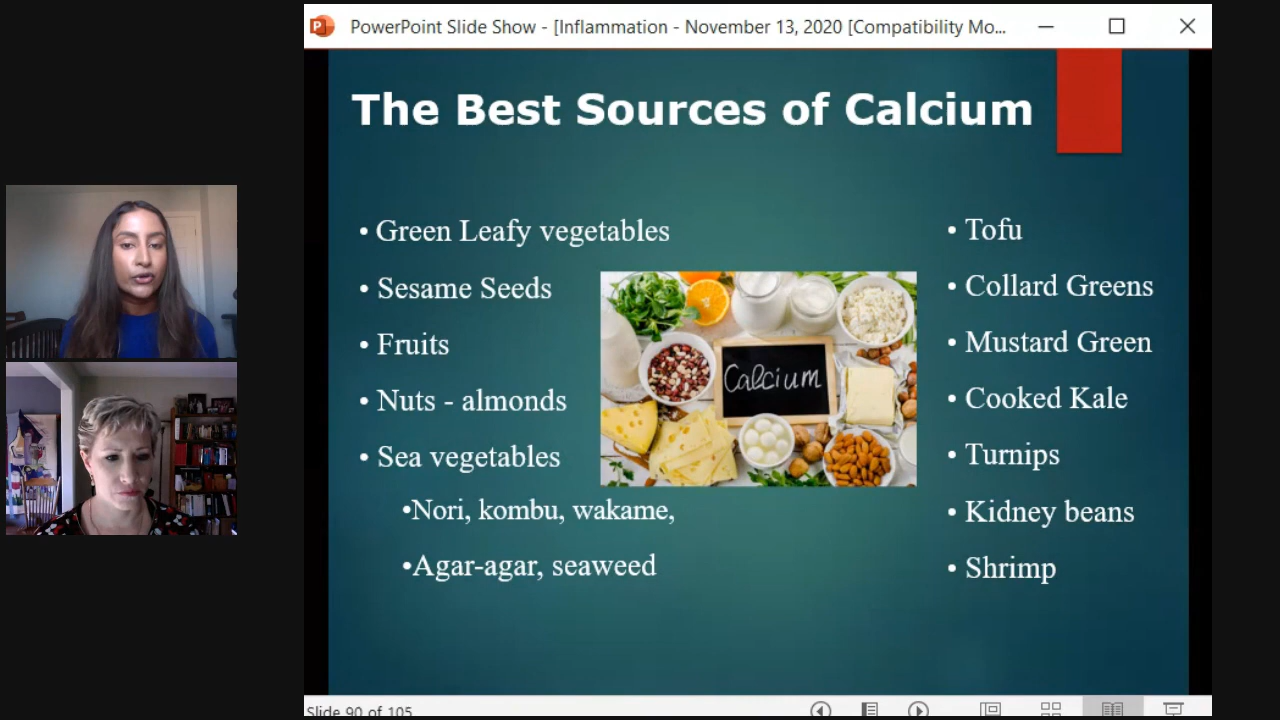 PowerPoint Slide Show - [Inflammation - November 13, 2020 [Compatibility Mo...
The Best Sources of Calcium
• Green Leafy vegetables
• Sesame Seeds
• Fruits
• Nuts - almonds
• Sea vegetables
•Nori, kombu, wakame,
•Agar-agar, seaweed
Calcium
• Tofu
• Collard Greens
• Mustard Green
• Cooked Kale
• Turnips
• Kidney beans
• Shrimp
Slide 90 of 105